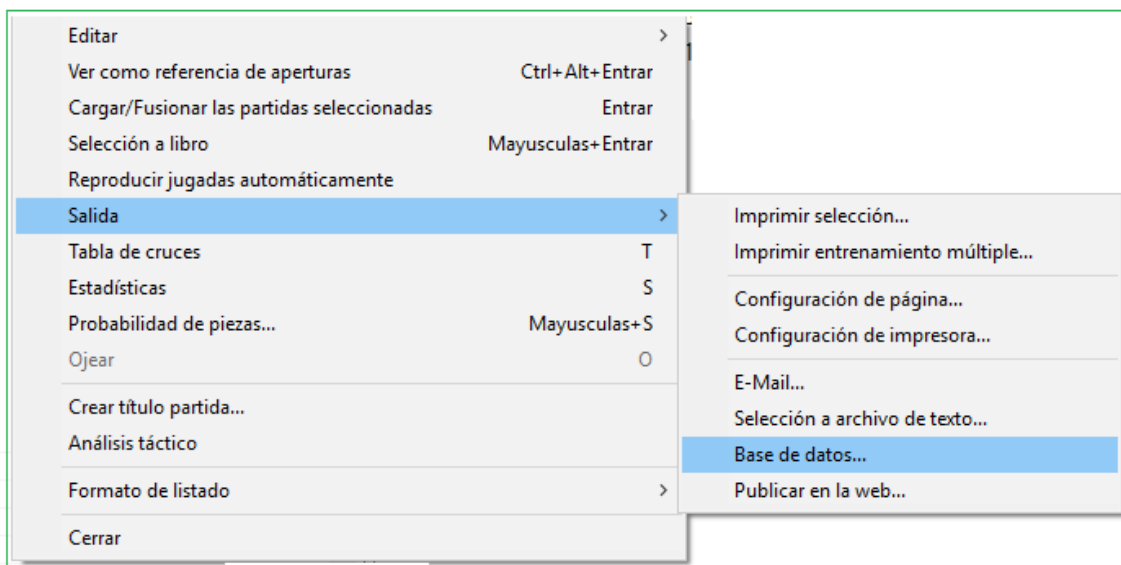 Editar
Ver como referencia de aperturas Ctrl+Alt+Entrar
Cargar/Fusionar las partidas seleccionadas Entrar
Selección a libro Mayusculas+Entrar
Reproducir jugadas automáticamente
Salida
Tabla de cruces T
Estadísticas S
Probabilidad de piezas... Mayusculas+S
Ojear O
Crear título partida...
Análisis táctico
Formato de listado
Cerrar
Imprimir selección...
Imprimir entrenamiento múltiple...
Configuración de página...
Configuración de impresora...
E-Mail...
Selección a archivo de texto...
Base de datos...
Publicar en la web...